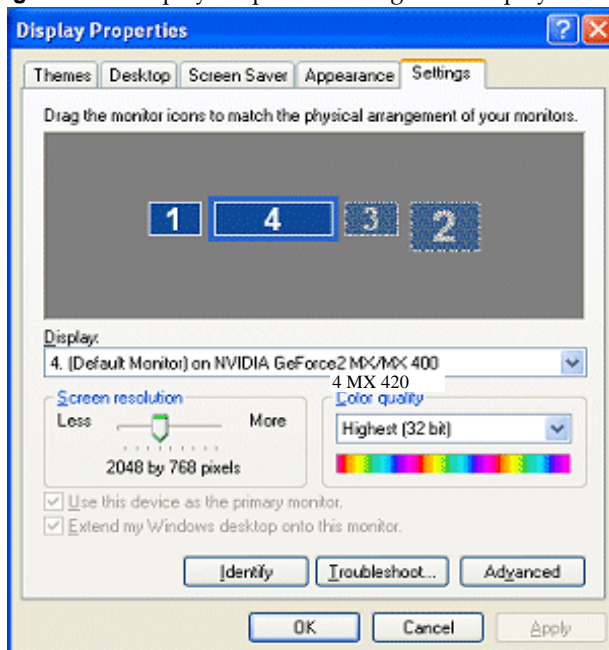 Display Properties
Themes Desktop Screen Saver Appearance Settings
Drag the monitor icons to match the physical arrangement of your monitors.
1 4 3 2
Display:
4. (Default Monitor) on NVIDIA GeForce2 MX/MX 400
4 MX 420
Screen resolution
Less More
2048 by 768 pixels
Color quality
Highest (32 bit)
Use this device as the primary monitor.
Extend my Windows desktop onto this monitor.
Identify Troubleshoot... Advanced
OK Cancel Apply